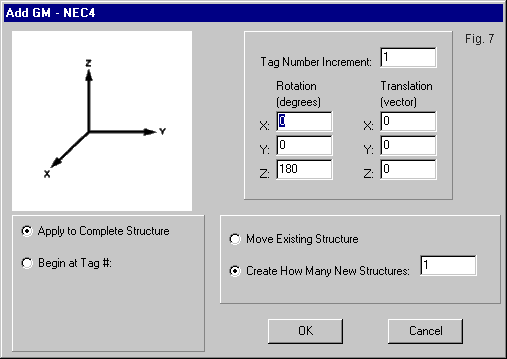 Add GM - NEC4
Fig. 7
Z
Y
X
Tag Number Increment: 1
Rotation (degrees)
Translation (vector)
X: 0 X: 0
Y: 0 Y: 0
Z: 180 Z: 0
Apply to Complete Structure
Begin at Tag #:
Move Existing Structure
Create How Many New Structures: 1
OK Cancel